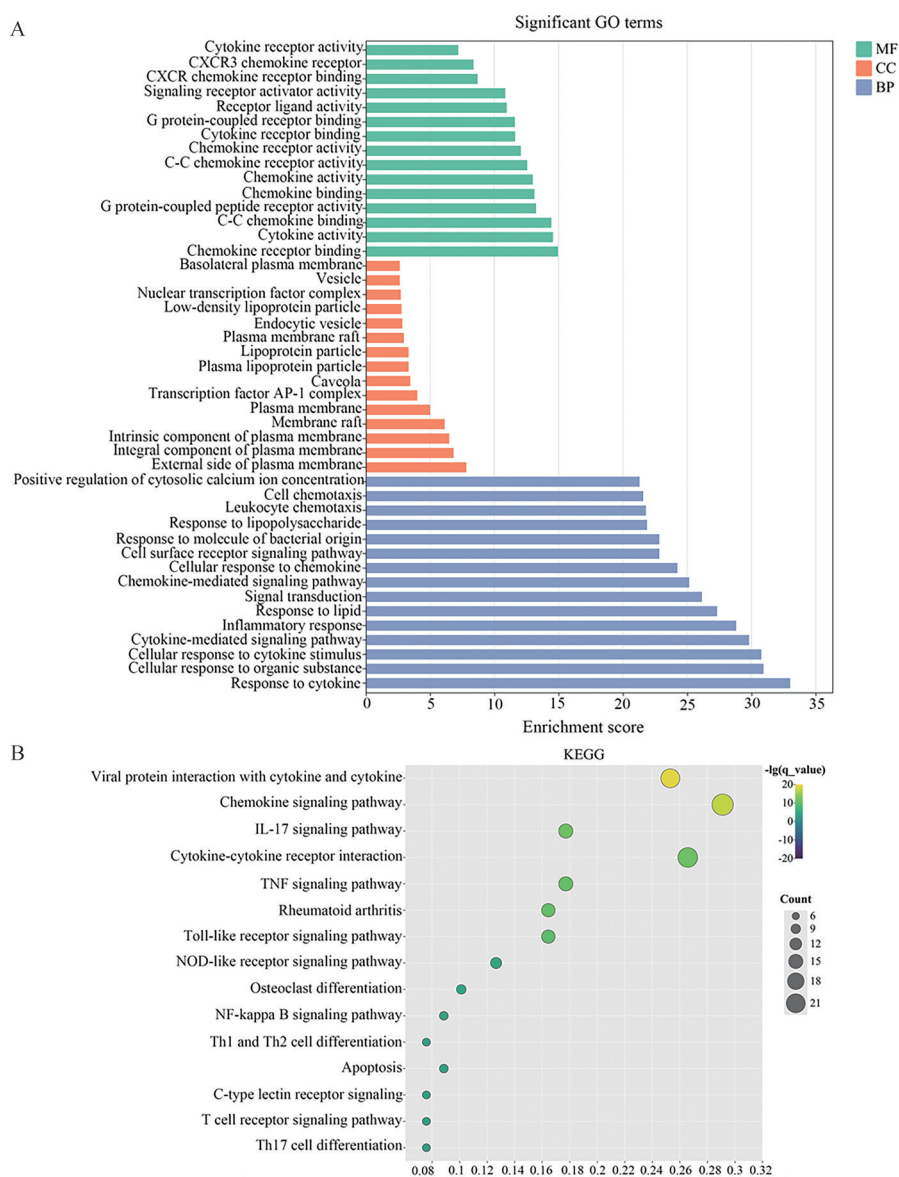 A
Significant GO terms
Cytokine receptor activity
CXCR3 chemokine receptor
CXCR chemokine receptor binding
Signaling receptor activator activity
Receptor ligand activity
G protein-coupled receptor binding
Cytokine receptor binding
Chemokine receptor activity
C-C chemokine receptor activity
Chemokine activity
Chemokine binding
G protein-coupled peptide receptor activity
C-C chemokine binding
Cytokine activity
Chemokine receptor binding
Basolateral plasma membrane
Vesicle
Nuclear transcription factor complex
Low-density lipoprotein particle
Endocytic vesicle
Plasma membrane raft
Lipoprotein particle
Plasma lipoprotein particle
Caveola
Transcription factor AP-1 complex
Plasma membrane
Membrane raft
Intrinsic component of plasma membrane
Integral component of plasma membrane
External side of plasma membrane
Positive regulation of cytosolic calcium ion concentration
Cell chemotaxis
Leukocyte chemotaxis
Response to lipopolysaccharide
Response to molecule of bacterial origin
Cell surface receptor signaling pathway
Cellular response to chemokine
Chemokine-mediated signaling pathway
Signal transduction
Response to lipid
Inflammatory response
Cytokine-mediated signaling pathway
Cellular response to cytokine stimulus
Cellular response to organic substance
Response to cytokine
0 5 10 15 20 25 30 35
Enrichment score
MF
CC
BP
B
KEGG
Viral protein interaction with cytokine and cytokine
Chemokine signaling pathway
IL-17 signaling pathway
Cytokine-cytokine receptor interaction
TNF signaling pathway
Rheumatoid arthritis
Toll-like receptor signaling pathway
NOD-like receptor signaling pathway
Osteoclast differentiation
NF-kappa B signaling pathway
Th1 and Th2 cell differentiation
Apoptosis
C-type lectin receptor signaling
T cell receptor signaling pathway
Th17 cell differentiation
0.08 0.1 0.12 0.14 0.16 0.18 0.2 0.22 0.24 0.26 0.28 0.3 0.32
-lg(q_value)
20
10
0
-10
-20
Count
6
9
12
15
18
21